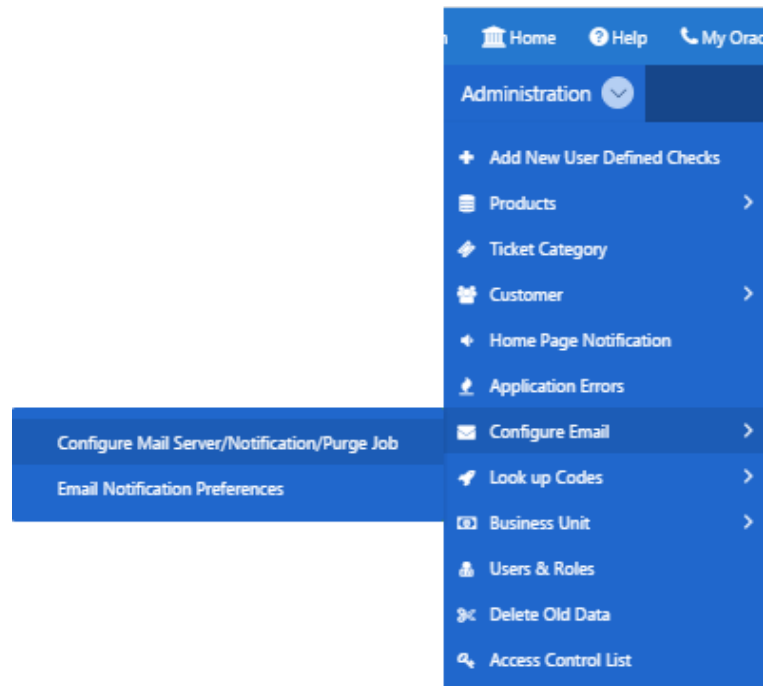 Home Help My Orac
Administration
Add New User Defined Checks
Products
Ticket Category
Customer
Home Page Notification
Application Errors
Configure Email
Configure Mail Server/Notification/Purge Job
Email Notification Preferences
Look up Codes
Business Unit
Users & Roles
Delete Old Data
Access Control List